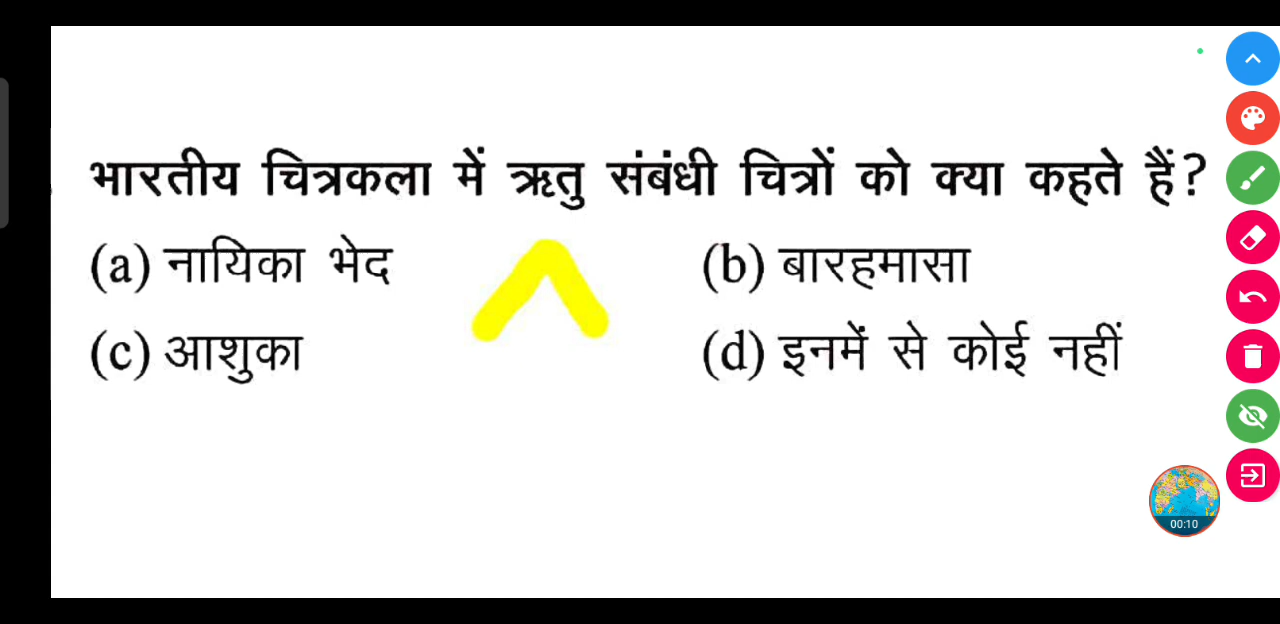 भारतीय चित्रकला में ऋतु संबंधी चित्रों को क्या कहते हैं?
(a) नायिका भेद (b) बारहमासा
(c) आशुका (d) इनमें से कोई नहीं
00:10